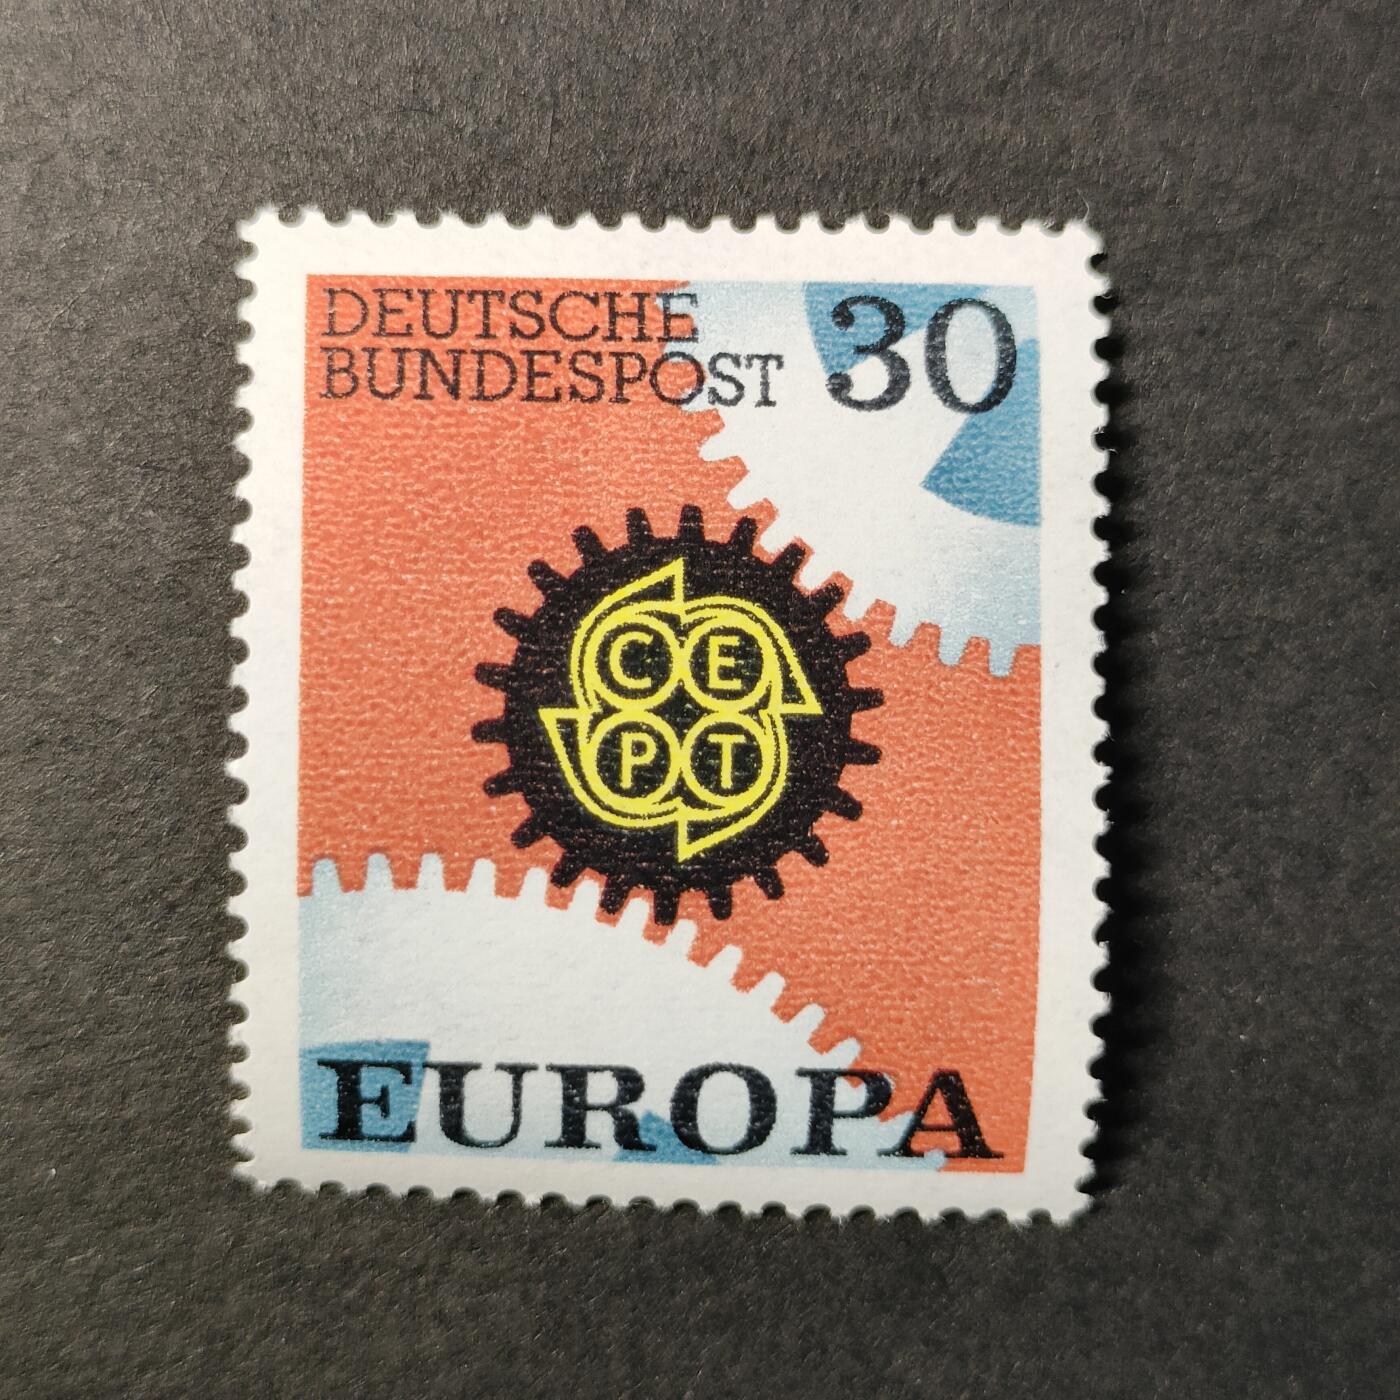 DEUTSCHE
BUNDESPOST 30
CE
PT
EUROPA